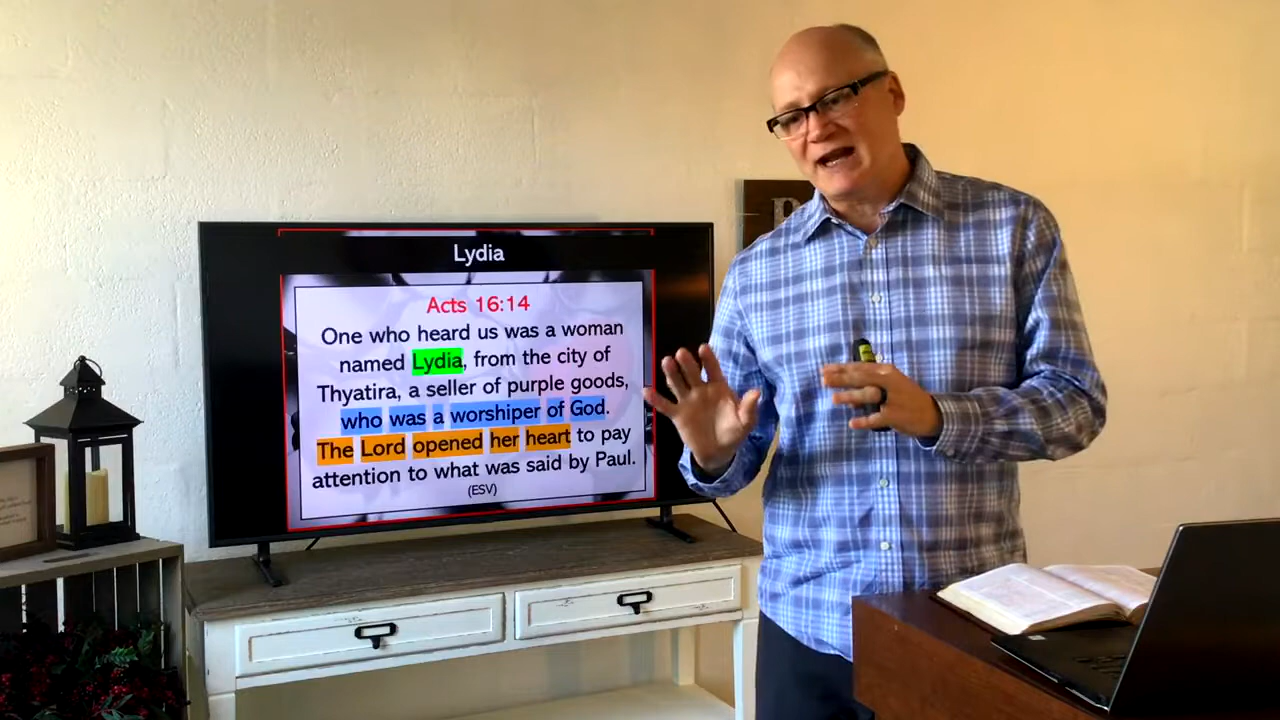 Lydia
Acts 16:14
One who heard us was a woman
named Lydia, from the city of
Thyatira, a seller of purple goods,
who was a worshiper of God.
The Lord opened her heart to pay
attention to what was said by Paul.
(ESV)